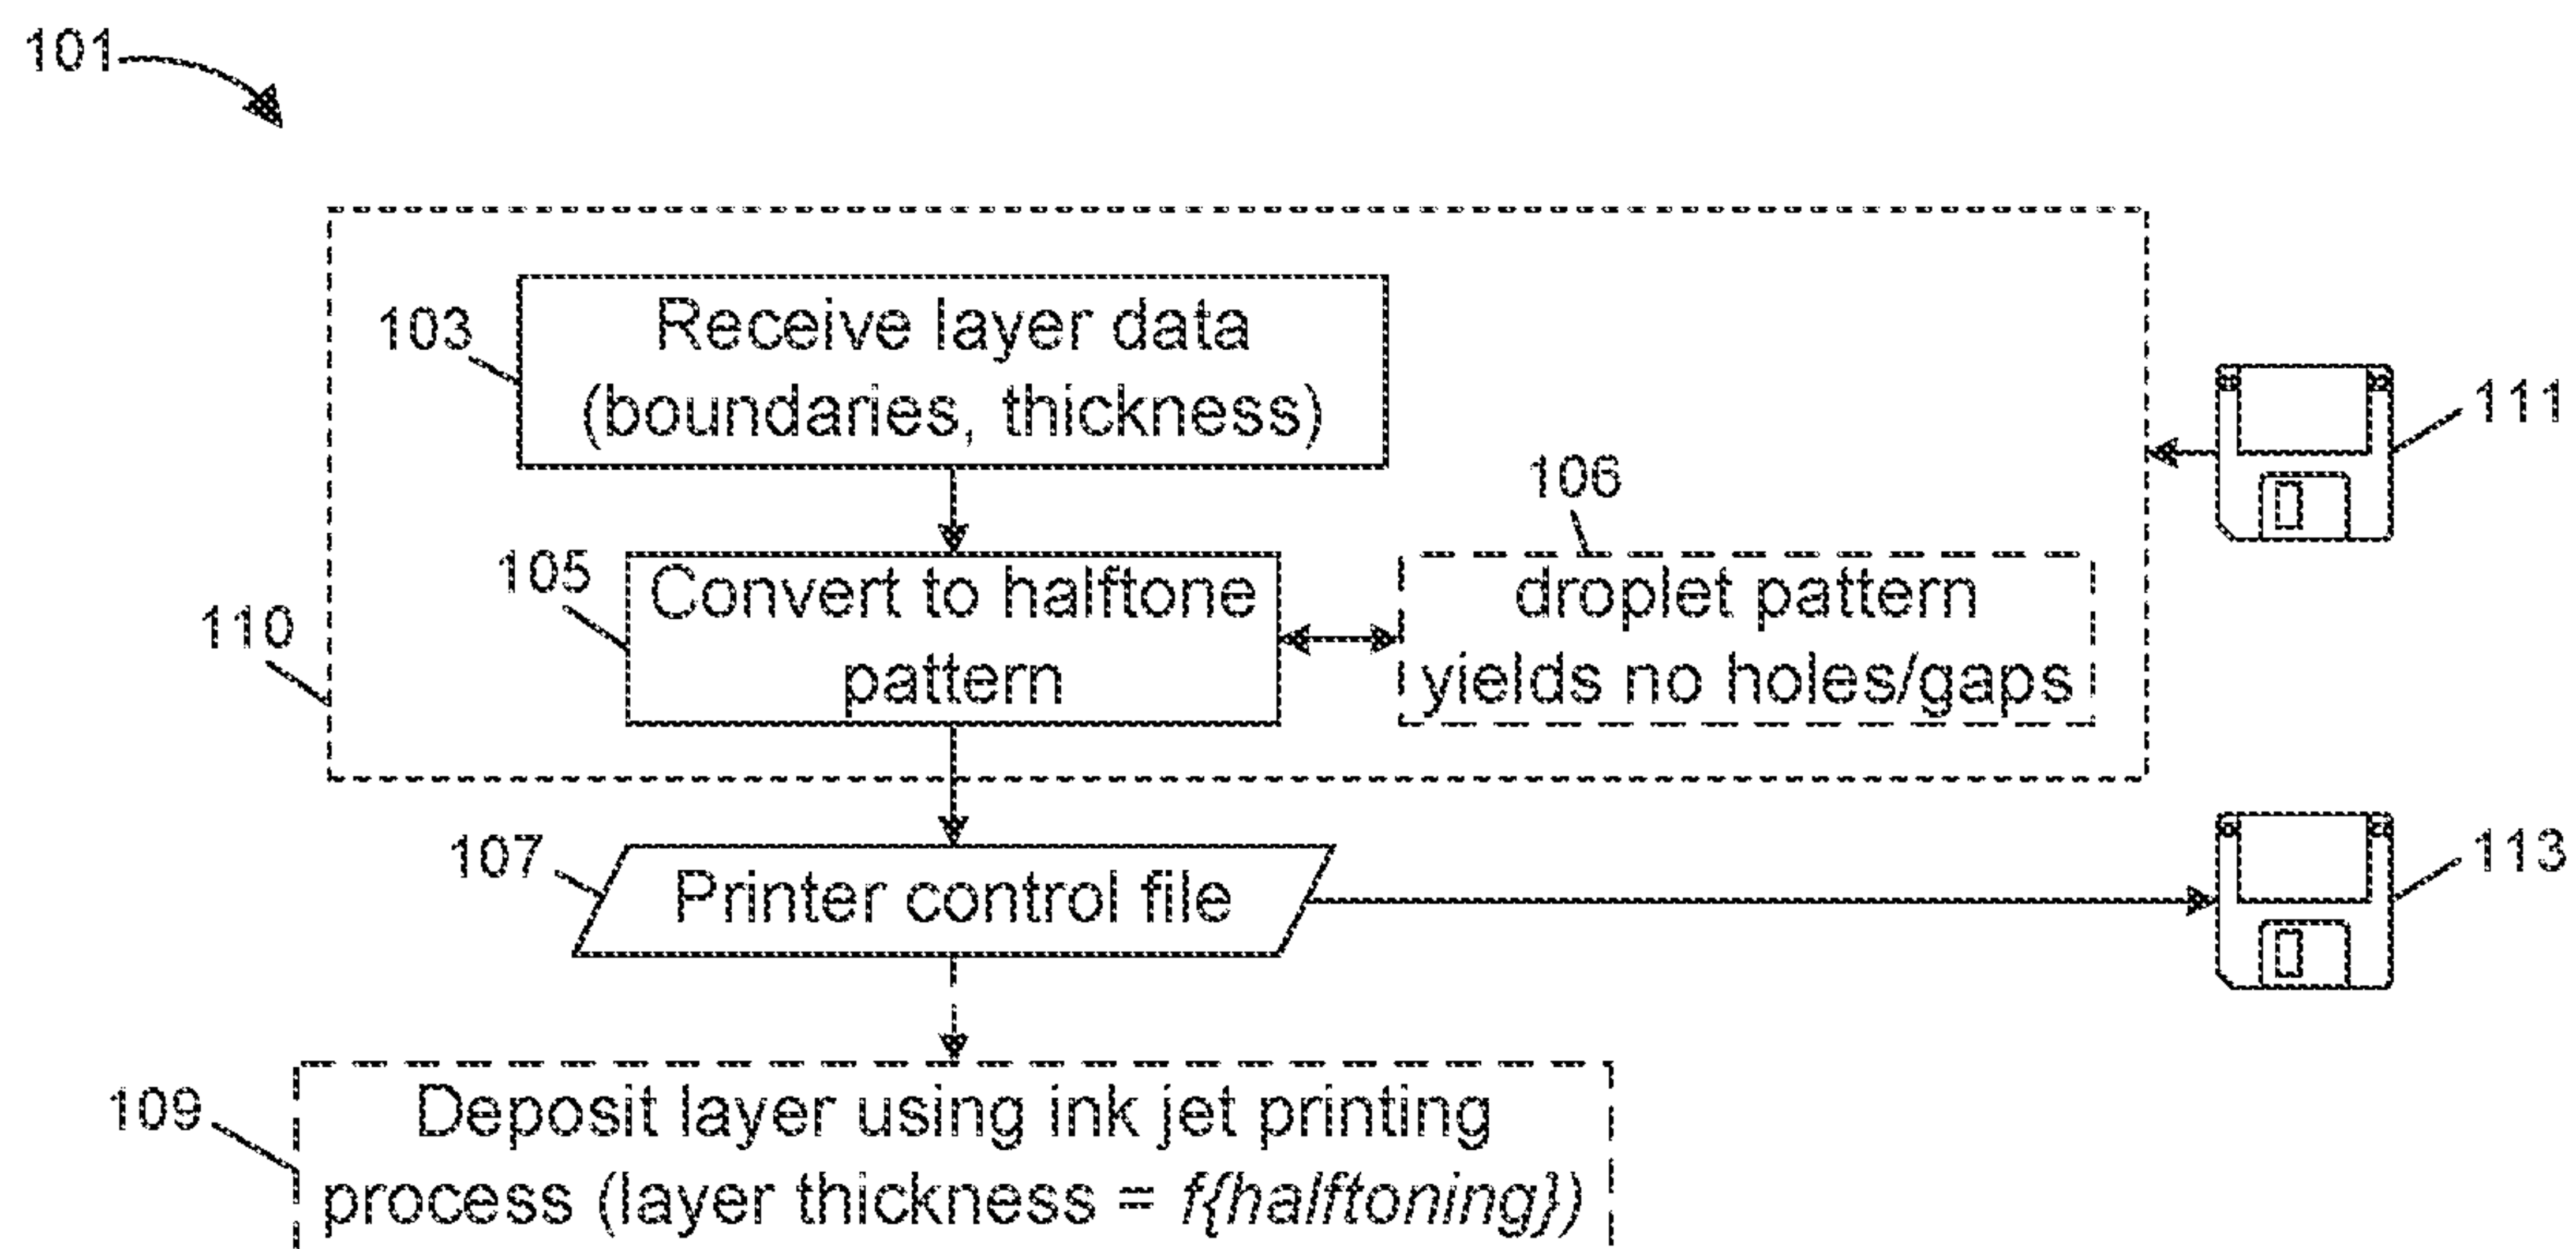 101
103
Receive layer data
(boundaries, thickness)
111
106
105
Convert to halftone
pattern
droplet pattern
yields no holes/gaps
110
107
Printer control file
113
109
Deposit layer using ink jet printing
process (layer thickness = f{halftoning})